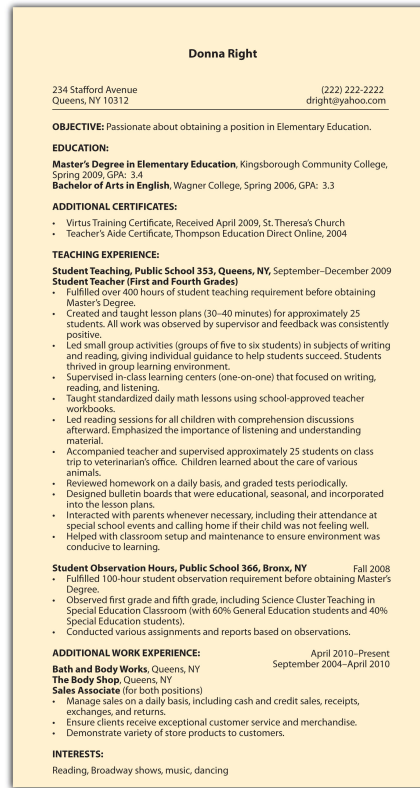 Donna Right
234 Stafford Avenue (222) 222-2222
Queens, NY 10312 dright@yahoo.com
OBJECTIVE: Passionate about obtaining a position in Elementary Education.
EDUCATION:
Master's Degree in Elementary Education, Kingsborough Community College,
Spring 2009, GPA: 3.4
Bachelor of Arts in English, Wagner College, Spring 2006, GPA: 3.3
ADDITIONAL CERTIFICATES:
• Virtus Training Certificate, Received April 2009, St. Theresa's Church
• Teacher's Aide Certificate, Thompson Education Direct Online, 2004
TEACHING EXPERIENCE:
Student Teaching, Public School 353, Queens, NY, September–December 2009
Student Teacher (First and Fourth Grades)
• Fulfilled over 400 hours of student teaching requirement before obtaining
Master's Degree.
• Created and taught lesson plans (30–40 minutes) for approximately 25
students. All work was observed by supervisor and feedback was consistently
positive.
• Led small group activities (groups of five to six students) in subjects of writing
and reading, giving individual guidance to help students succeed. Students
thrived in group learning environment.
• Supervised in-class learning centers (one-on-one) that focused on writing,
reading, and listening.
• Taught standardized daily math lessons using school-approved teacher
workbooks.
• Led reading sessions for all children with comprehension discussions
afterward. Emphasized the importance of listening and understanding
material.
• Accompanied teacher and supervised approximately 25 students on class
trip to veterinarian's office. Children learned about the care of various
animals.
• Reviewed homework on a daily basis, and graded tests periodically.
• Designed bulletin boards that were educational, seasonal, and incorporated
into the lesson plans.
• Interacted with parents whenever necessary, including their attendance at
special school events and calling home if their child was not feeling well.
• Helped with classroom setup and maintenance to ensure environment was
conducive to learning.
Student Observation Hours, Public School 366, Bronx, NY Fall 2008
• Fulfilled 100-hour student observation requirement before obtaining Master's
Degree.
• Observed first grade and fifth grade, including Science Cluster Teaching in
Special Education Classroom (with 60% General Education students and 40%
Special Education students).
• Conducted various assignments and reports based on observations.
ADDITIONAL WORK EXPERIENCE: April 2010–Present
September 2004–April 2010
Bath and Body Works, Queens, NY
The Body Shop, Queens, NY
Sales Associate (for both positions)
• Manage sales on a daily basis, including cash and credit sales, receipts,
exchanges, and returns.
• Ensure clients receive exceptional customer service and merchandise.
• Demonstrate variety of store products to customers.
INTERESTS:
Reading, Broadway shows, music, dancing